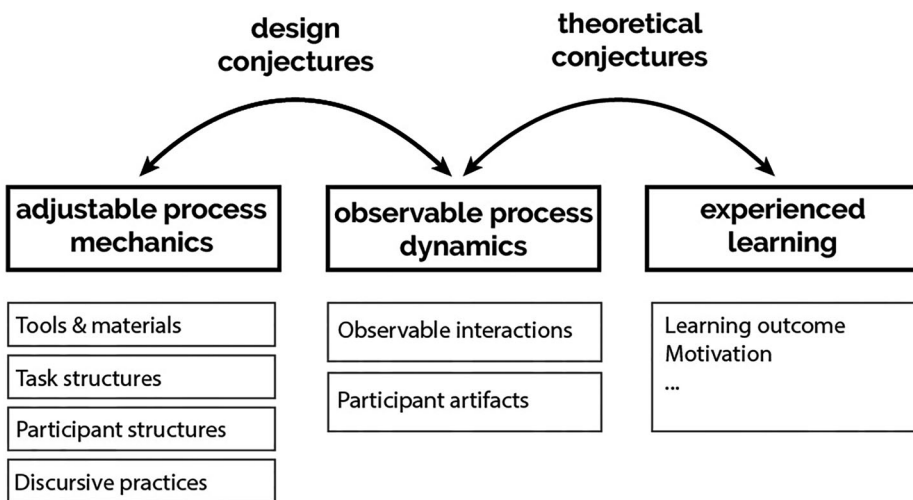 design
conjectures
theoretical
conjectures
adjustable process
mechanics
observable process
dynamics
experienced
learning
Tools & materials
Task structures
Participant structures
Discursive practices
Observable interactions
Participant artifacts
Learning outcome
Motivation
...